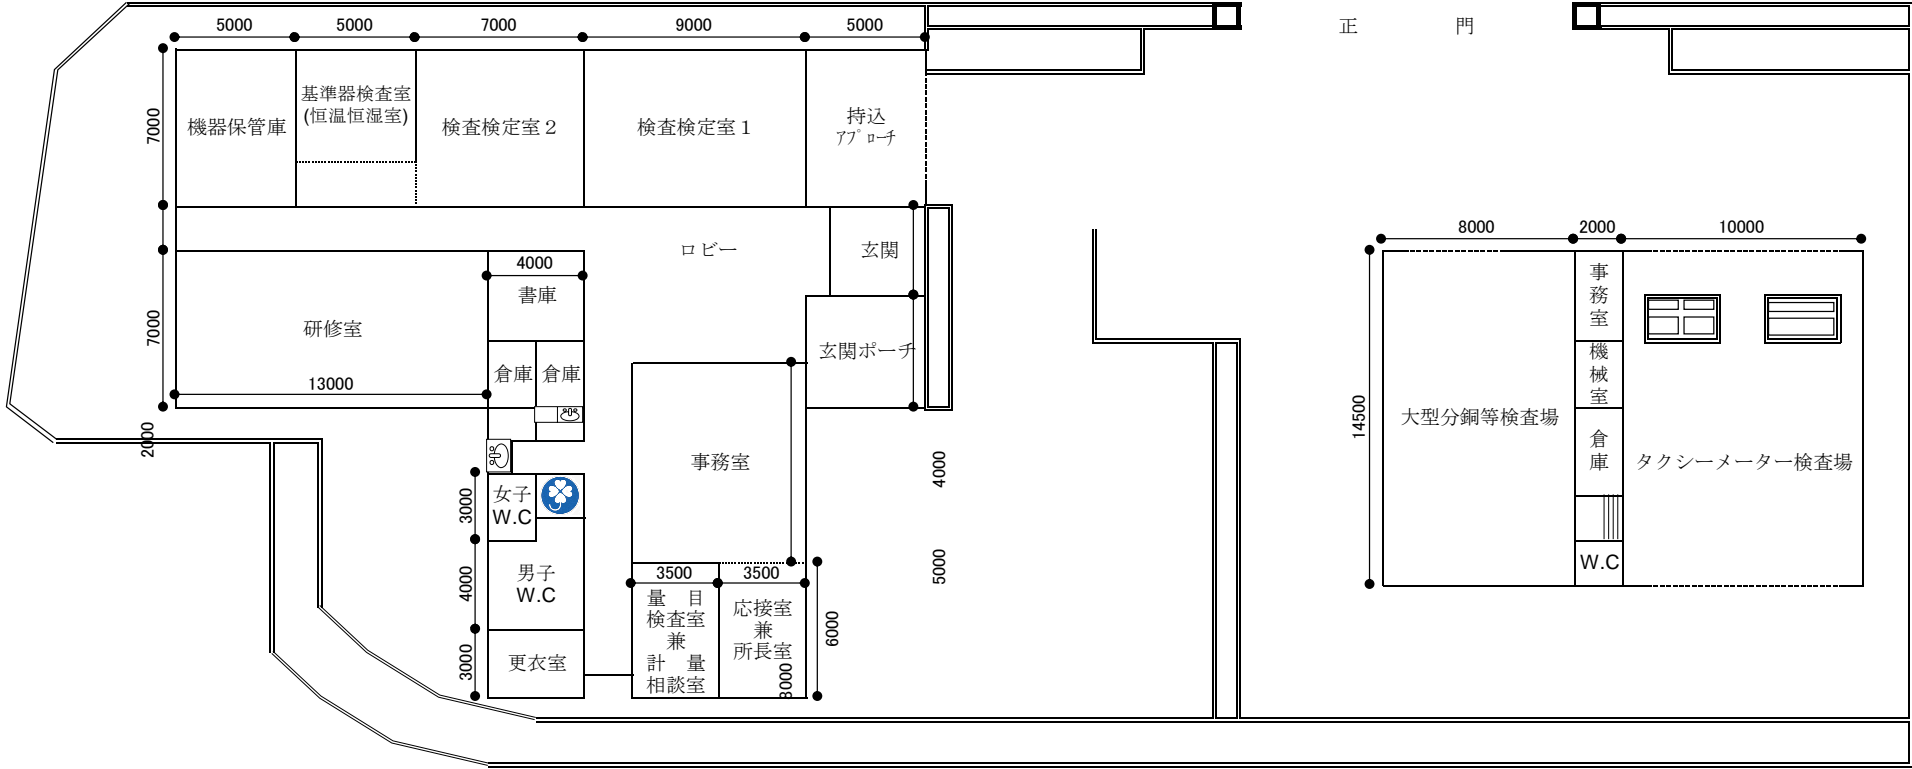 正　門
5000
5000
7000
9000
5000
7000
機器保管庫
基準器検査室
(恒温恒湿室)
検査検定室２
検査検定室１
持込
ｱﾌﾟﾛｰﾁ
ロビー
玄関
7000
研修室
13000
4000
書庫
倉庫
倉庫
玄関ポーチ
2000
事務室
4000
5000
3000
女子
W.C
4000
男子
W.C
3000
更衣室
3500
3500
量　目
検査室
兼
計　量
相談室
応接室
兼
所長室
8000
6000
8000
2000
10000
14500
大型分銅等検査場
事
務
室
機
械
室
倉
庫
W.C
タクシーメーター検査場